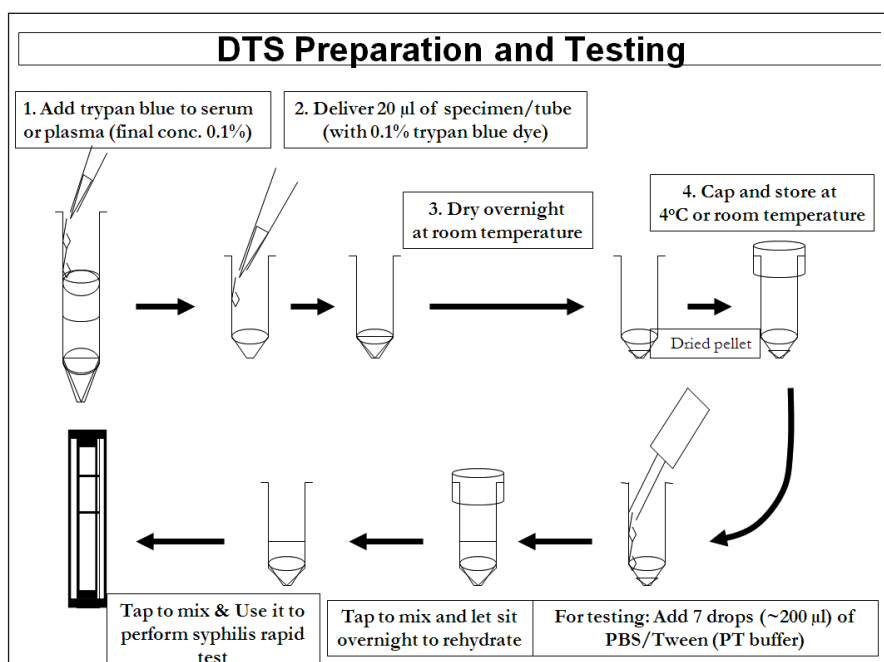 DTS Preparation and Testing
1. Add trypan blue to serum
or plasma (final conc. 0.1%)
2. Deliver 20 µl of specimen/tube
(with 0.1% trypan blue dye)
3. Dry overnight
at room temperature
4. Cap and store at
4°C or room temperature
Dried pellet
For testing: Add 7 drops (~200 µl) of
PBS/Tween (PT buffer)
Tap to mix and let sit
overnight to rehydrate
Tap to mix & Use it to
perform syphilis rapid
test